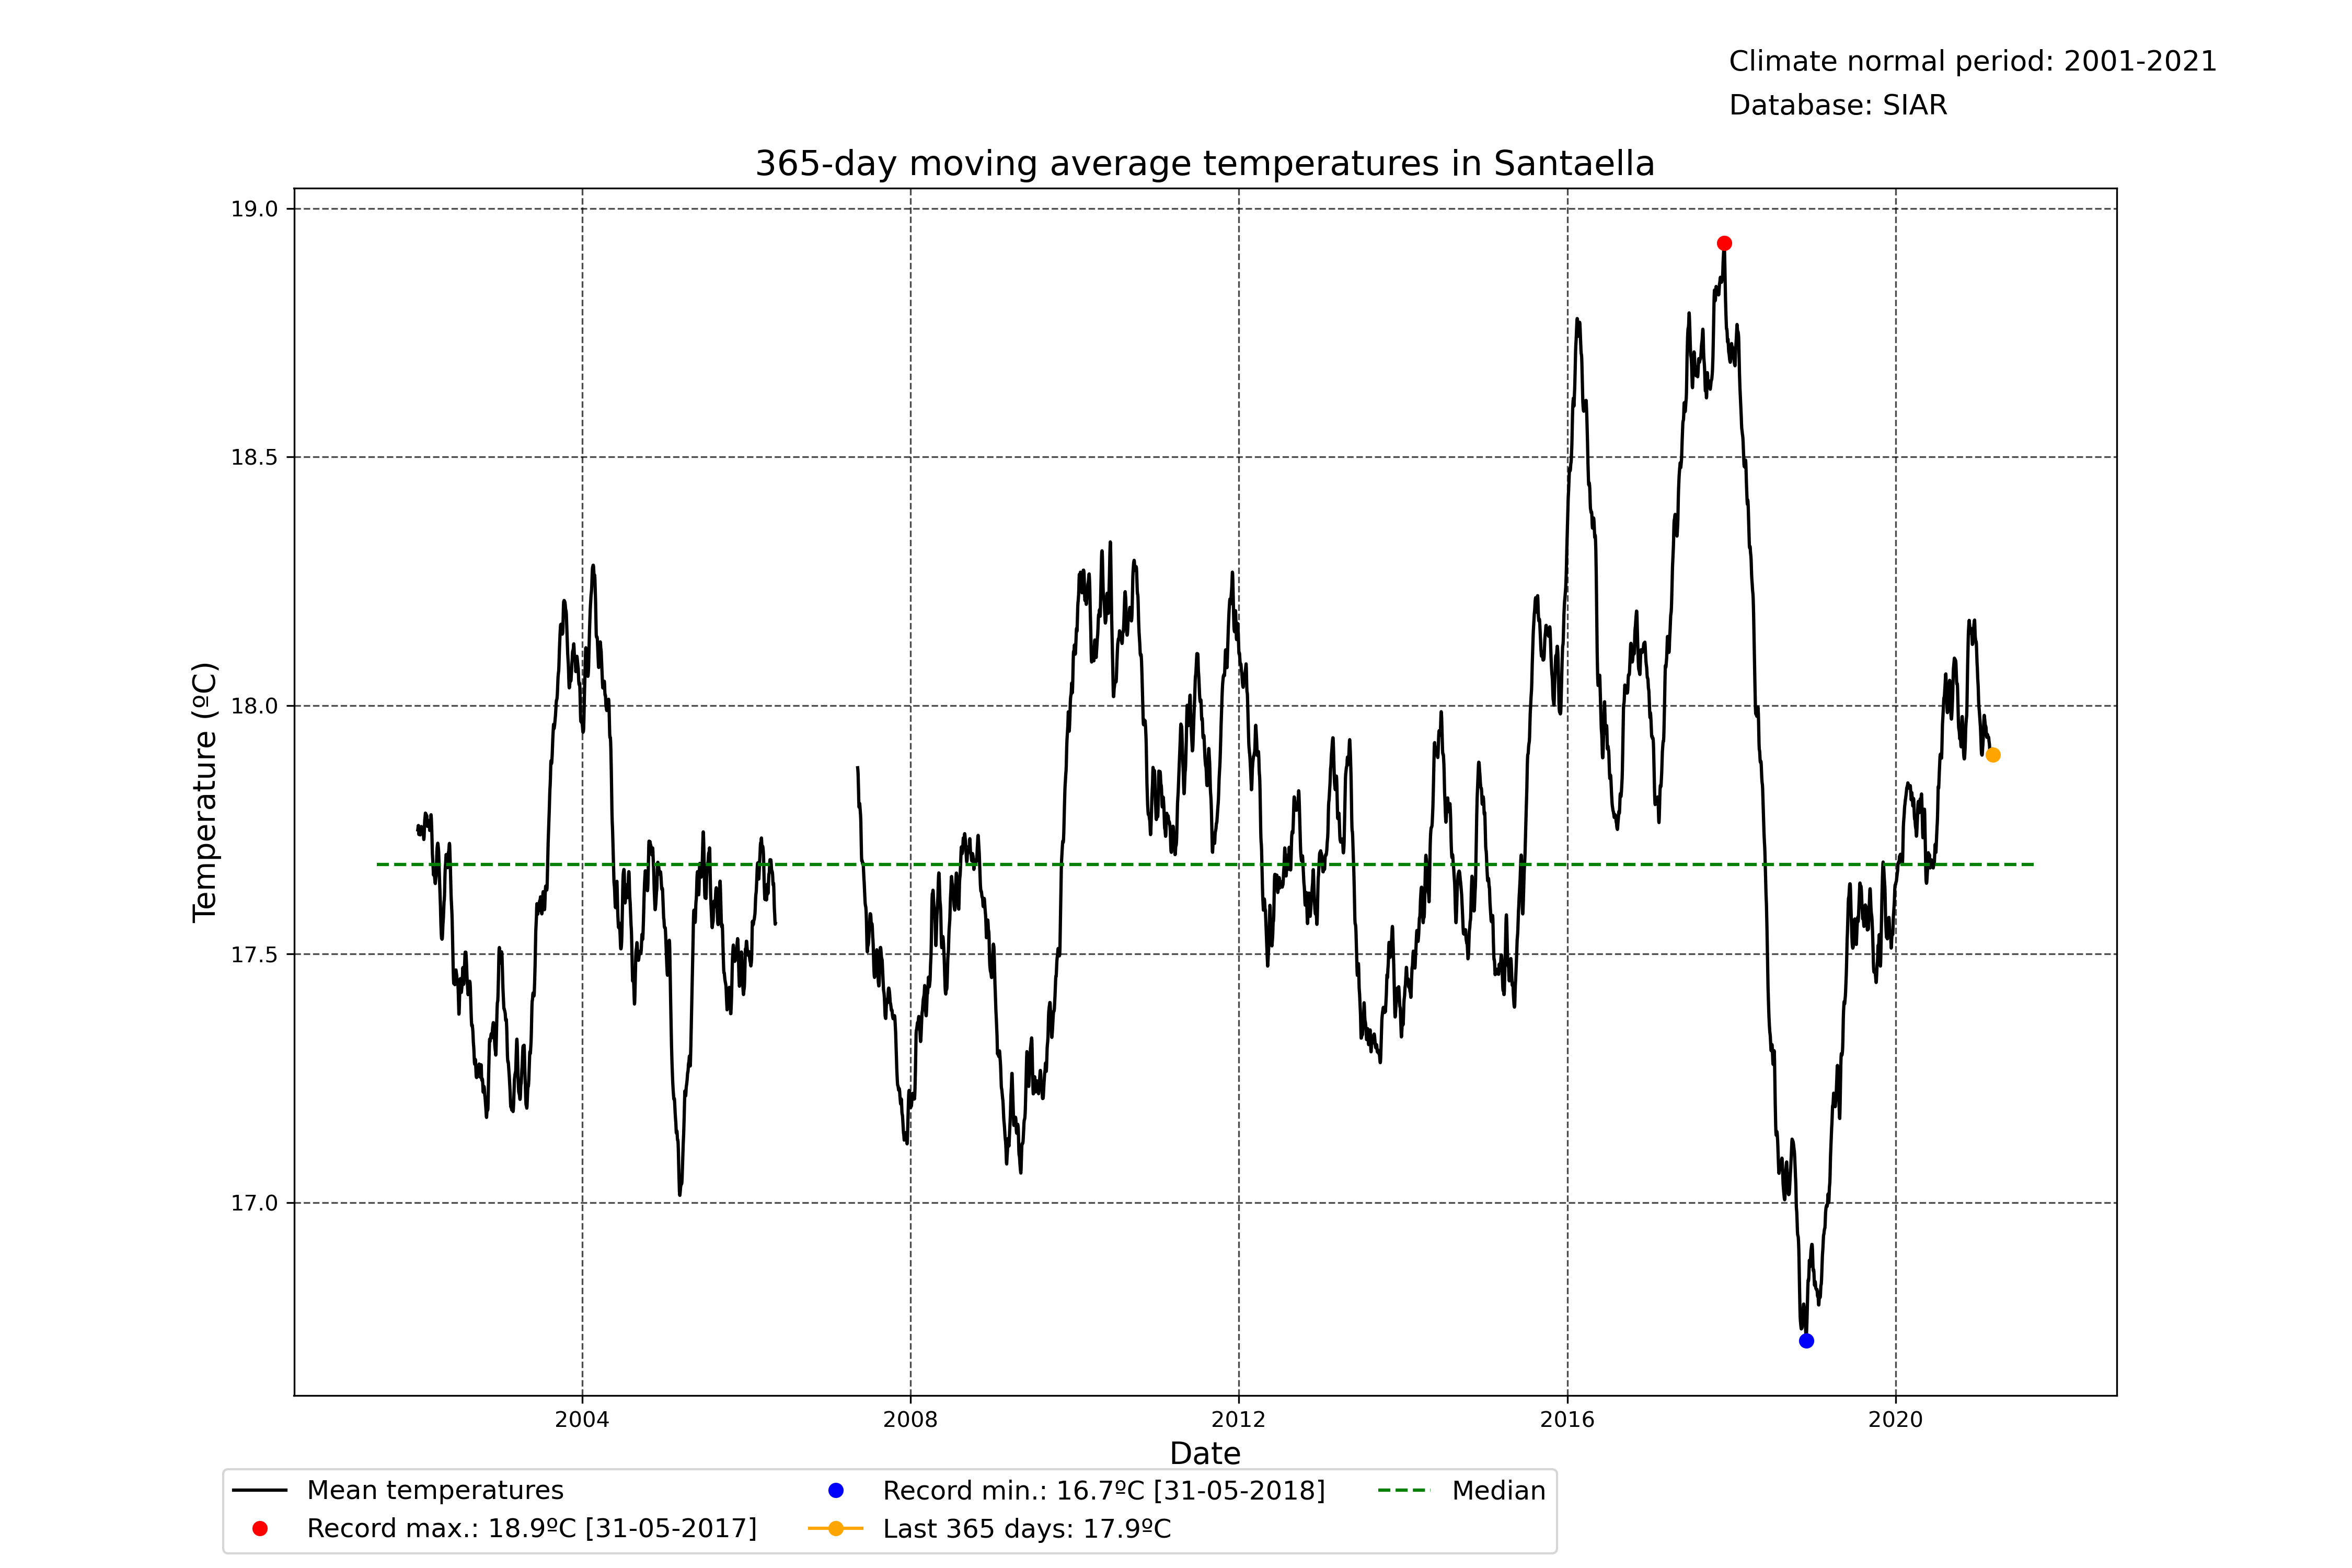 Climate normal period: 2001-2021
Database: SIAR
365-day moving average temperatures in Santaella
19.0
18.5
18.0
17.5
17.0
Temperature (ºC)
2004 2008 2012 2016 2020
Date
Mean temperatures
Record max.: 18.9ºC [31-05-2017]
Record min.: 16.7ºC [31-05-2018]
Last 365 days: 17.9ºC
Median